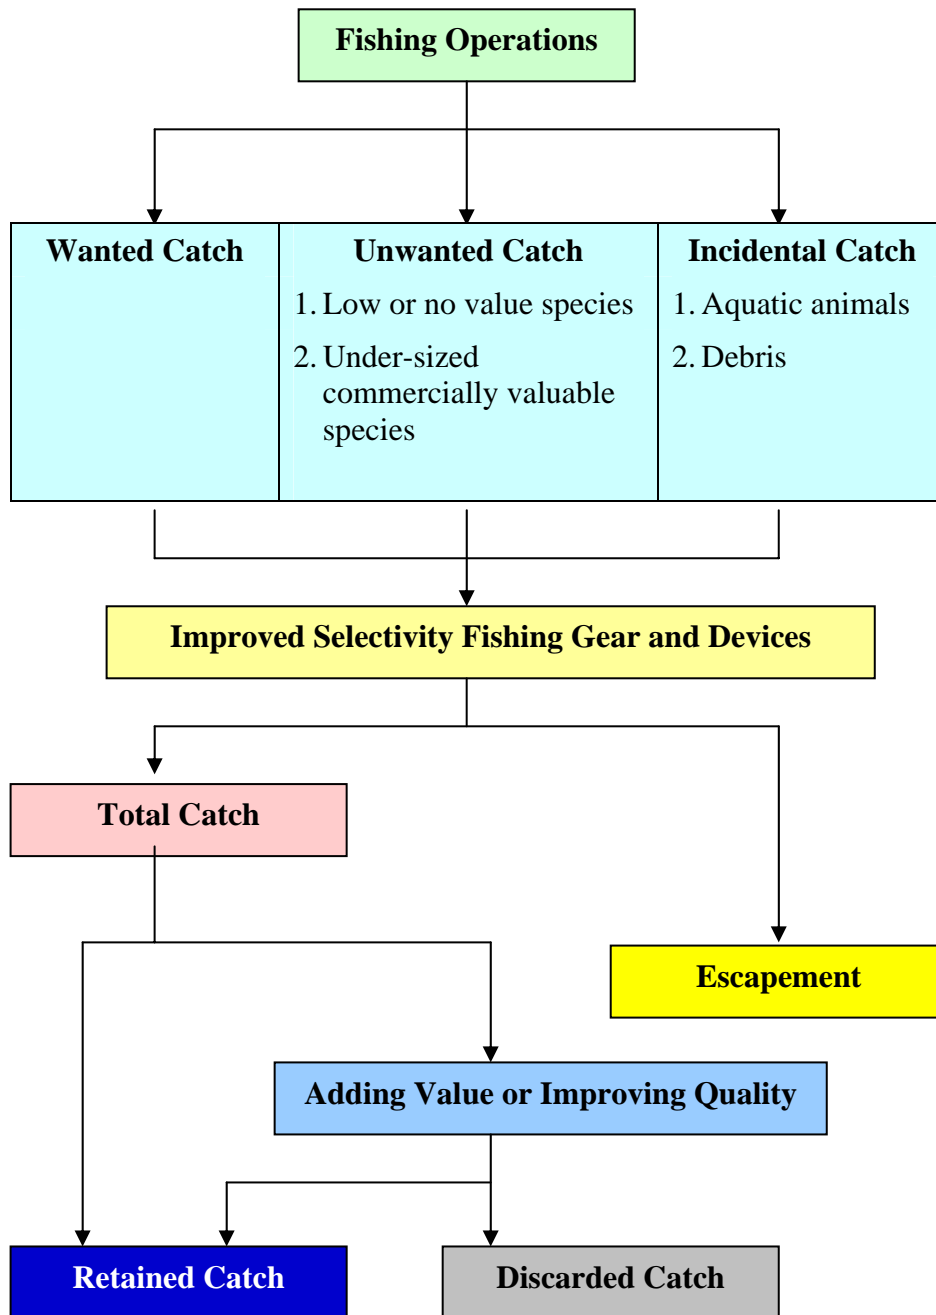 Fishing Operations
Wanted Catch
Unwanted Catch
1. Low or no value species
2. Under-sized
commercially valuable
species
Incidental Catch
1. Aquatic animals
2. Debris
Improved Selectivity Fishing Gear and Devices
Total Catch
Escapement
Adding Value or Improving Quality
Retained Catch
Discarded Catch